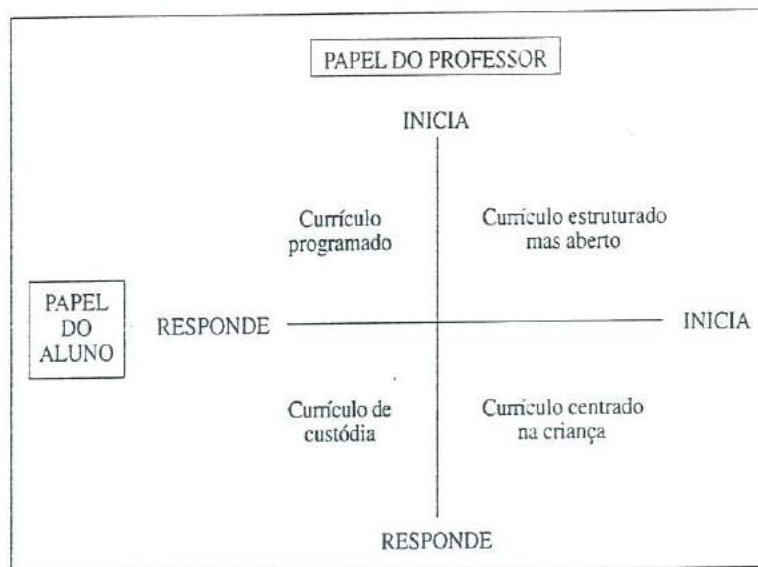 PAPEL DO PROFESSOR
INICIA
Currículo
programado
Currículo estruturado
mas aberto
PAPEL
DO
ALUNO
RESPONDE
INICIA
Currículo de
custódia
Currículo centrado
na criança
RESPONDE